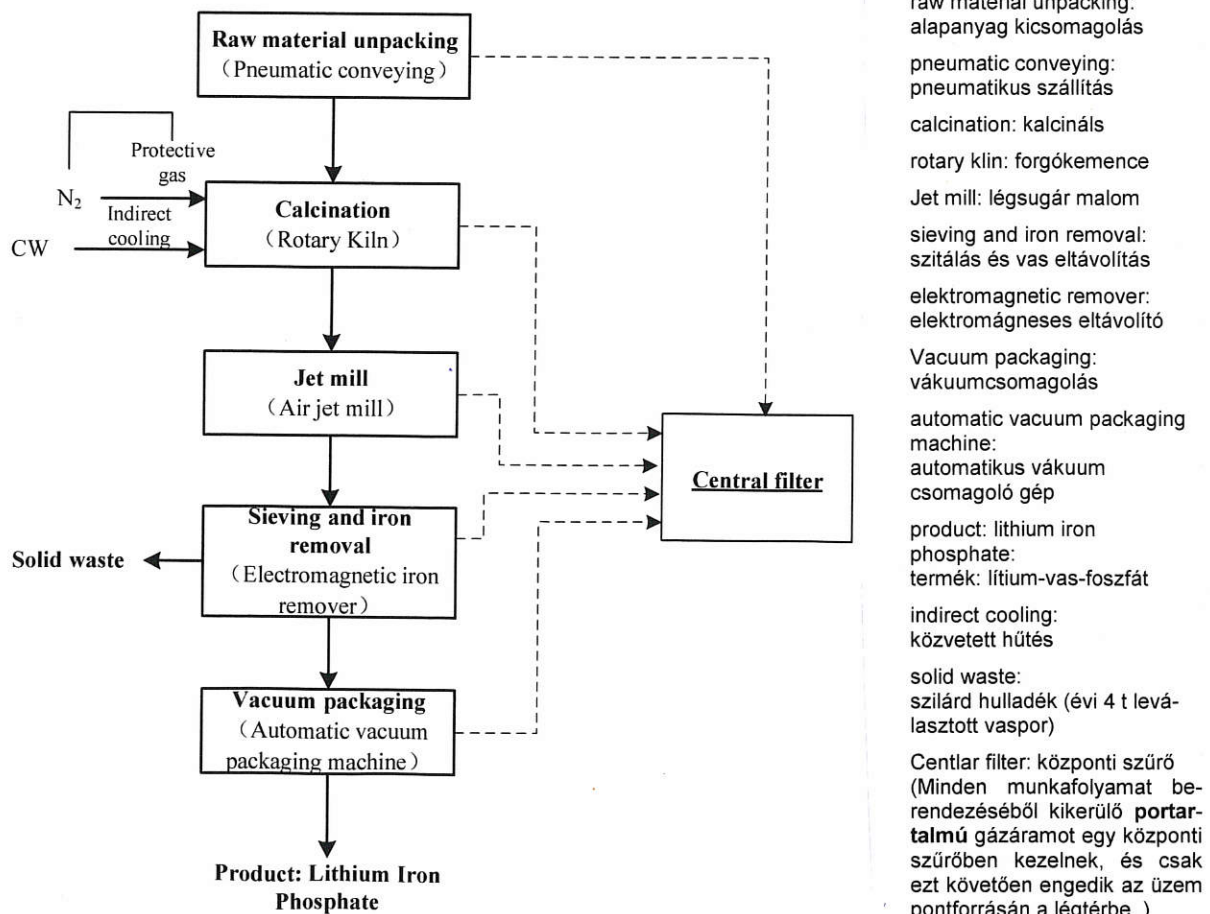 Raw material unpacking
（Pneumatic conveying）
Protective
gas
N₂
Indirect
cooling
CW
Calcination
（Rotary Kiln）
Jet mill
（Air jet mill）
Central filter
Sieving and iron
removal
（Electromagnetic iron
remover）
Solid waste
Vacuum packaging
（Automatic vacuum
packaging machine）
Product: Lithium Iron
Phosphate
raw material unpacking:
alapanyag kicsomagolás
pneumatic conveying:
pneumatikus szállítás
calcination: kalcináls
rotary klin: forgókemence
Jet mill: légsugár malom
sieving and iron removal:
szitálás és vas eltávolítás
elektromagnetic remover:
elektromágneses eltávolító
Vacuum packaging:
vákuumcsomagolás
automatic vacuum packaging
machine:
automatikus vákuum
csomagoló gép
product: lithium iron
phosphate:
termék: lítium-vas-foszfát
indirect cooling:
közvetett hűtés
solid waste:
szilárd hulladék (évi 4 t levá-
lasztott vaspor)
Centlar filter: központi szűrő
(Minden munkafolyamat be-
rendezéséből kikerülő portar-
talmú gázáramot egy központi
szűrőben kezelnek, és csak
ezt követően engedik az üzem
pontforrásán a légtérbe. )